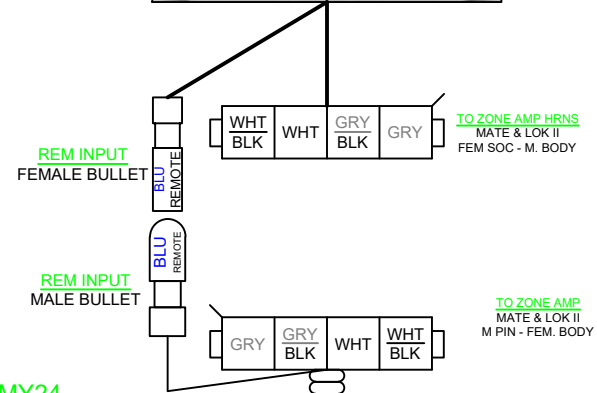 WHT
BLK
WHT
GRY
BLK
GRY
TO ZONE AMP HRNS
MATE & LOK II
FEM SOC - M. BODY
REM INPUT
FEMALE BULLET
BLU
REMOTE
BLU
REMOTE
REM INPUT
MALE BULLET
GRY
GRY
BLK
WHT
WHT
BLK
TO ZONE AMP
MATE & LOK II
M PIN - FEM. BODY